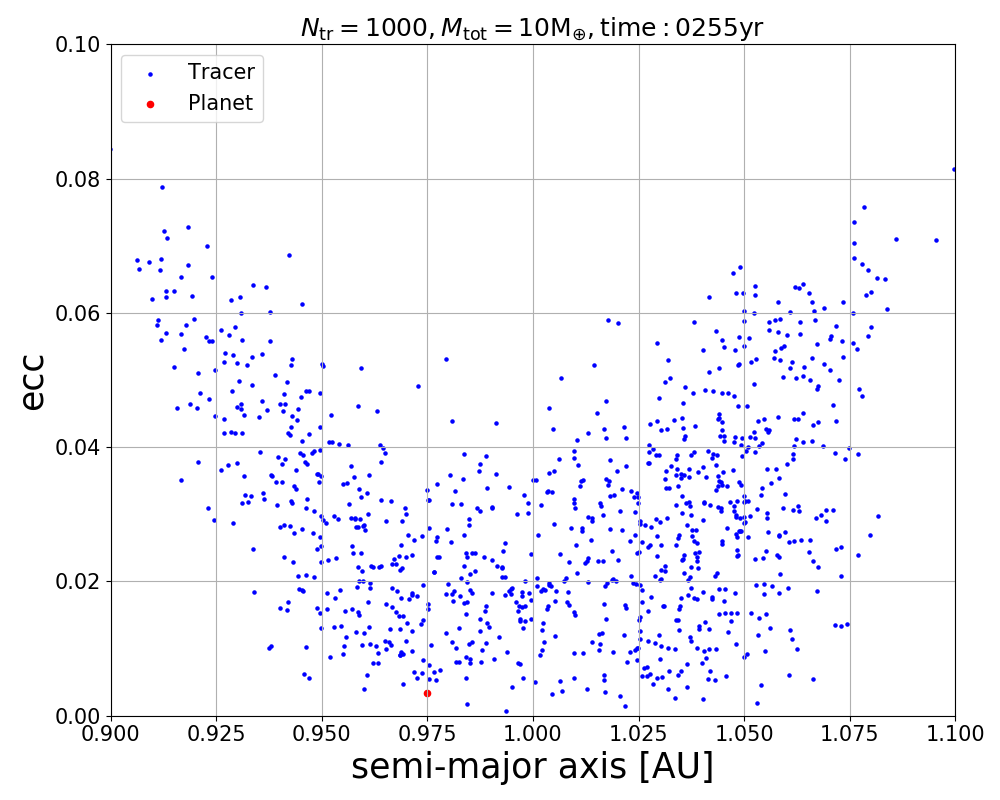 N_tr = 1000, M_tot = 10M_⊕, time : 0255yr
Tracer
Planet
ecc
0.10
0.08
0.06
0.04
0.02
0.00
0.900 0.925 0.950 0.975 1.000 1.025 1.050 1.075 1.100
semi-major axis [AU]